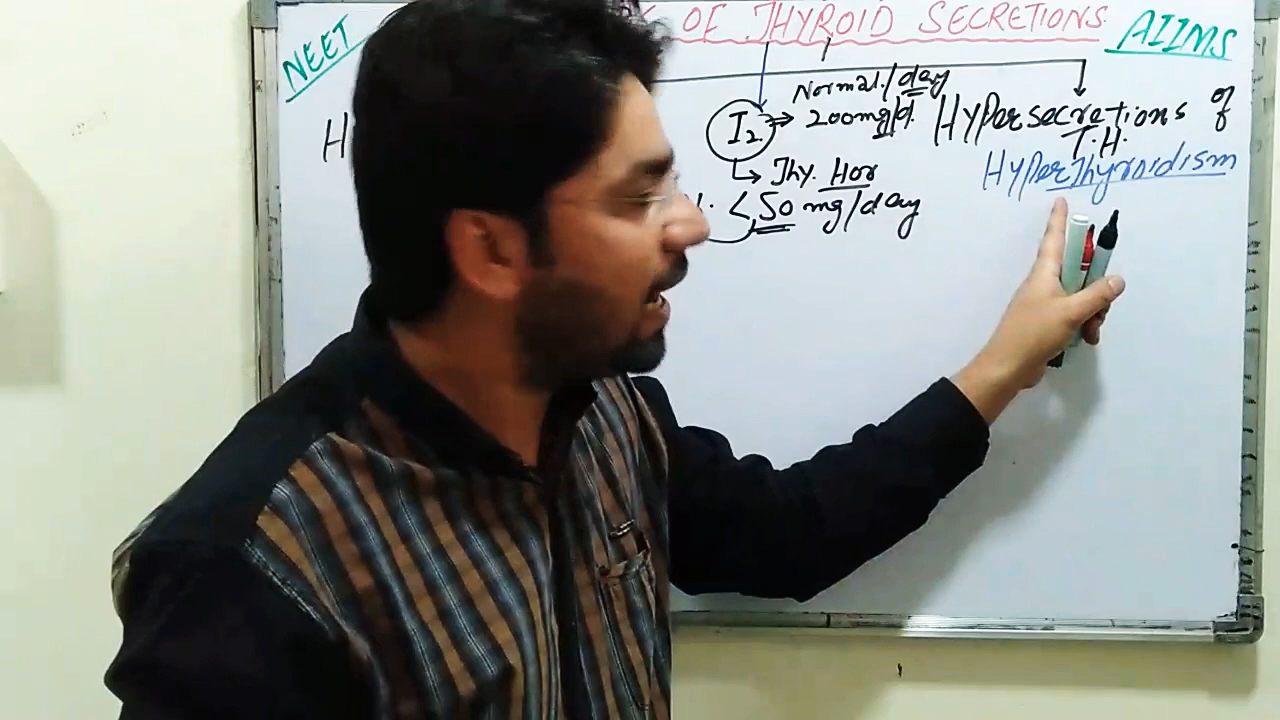 NEET
OF THYROID SECRETIONS
AIIMS
Normal/day
I2 → 200mg/d.
Hypersecretions of
T.H.
HyperThyroidism
Thy. Hor
< 50 mg/day
H